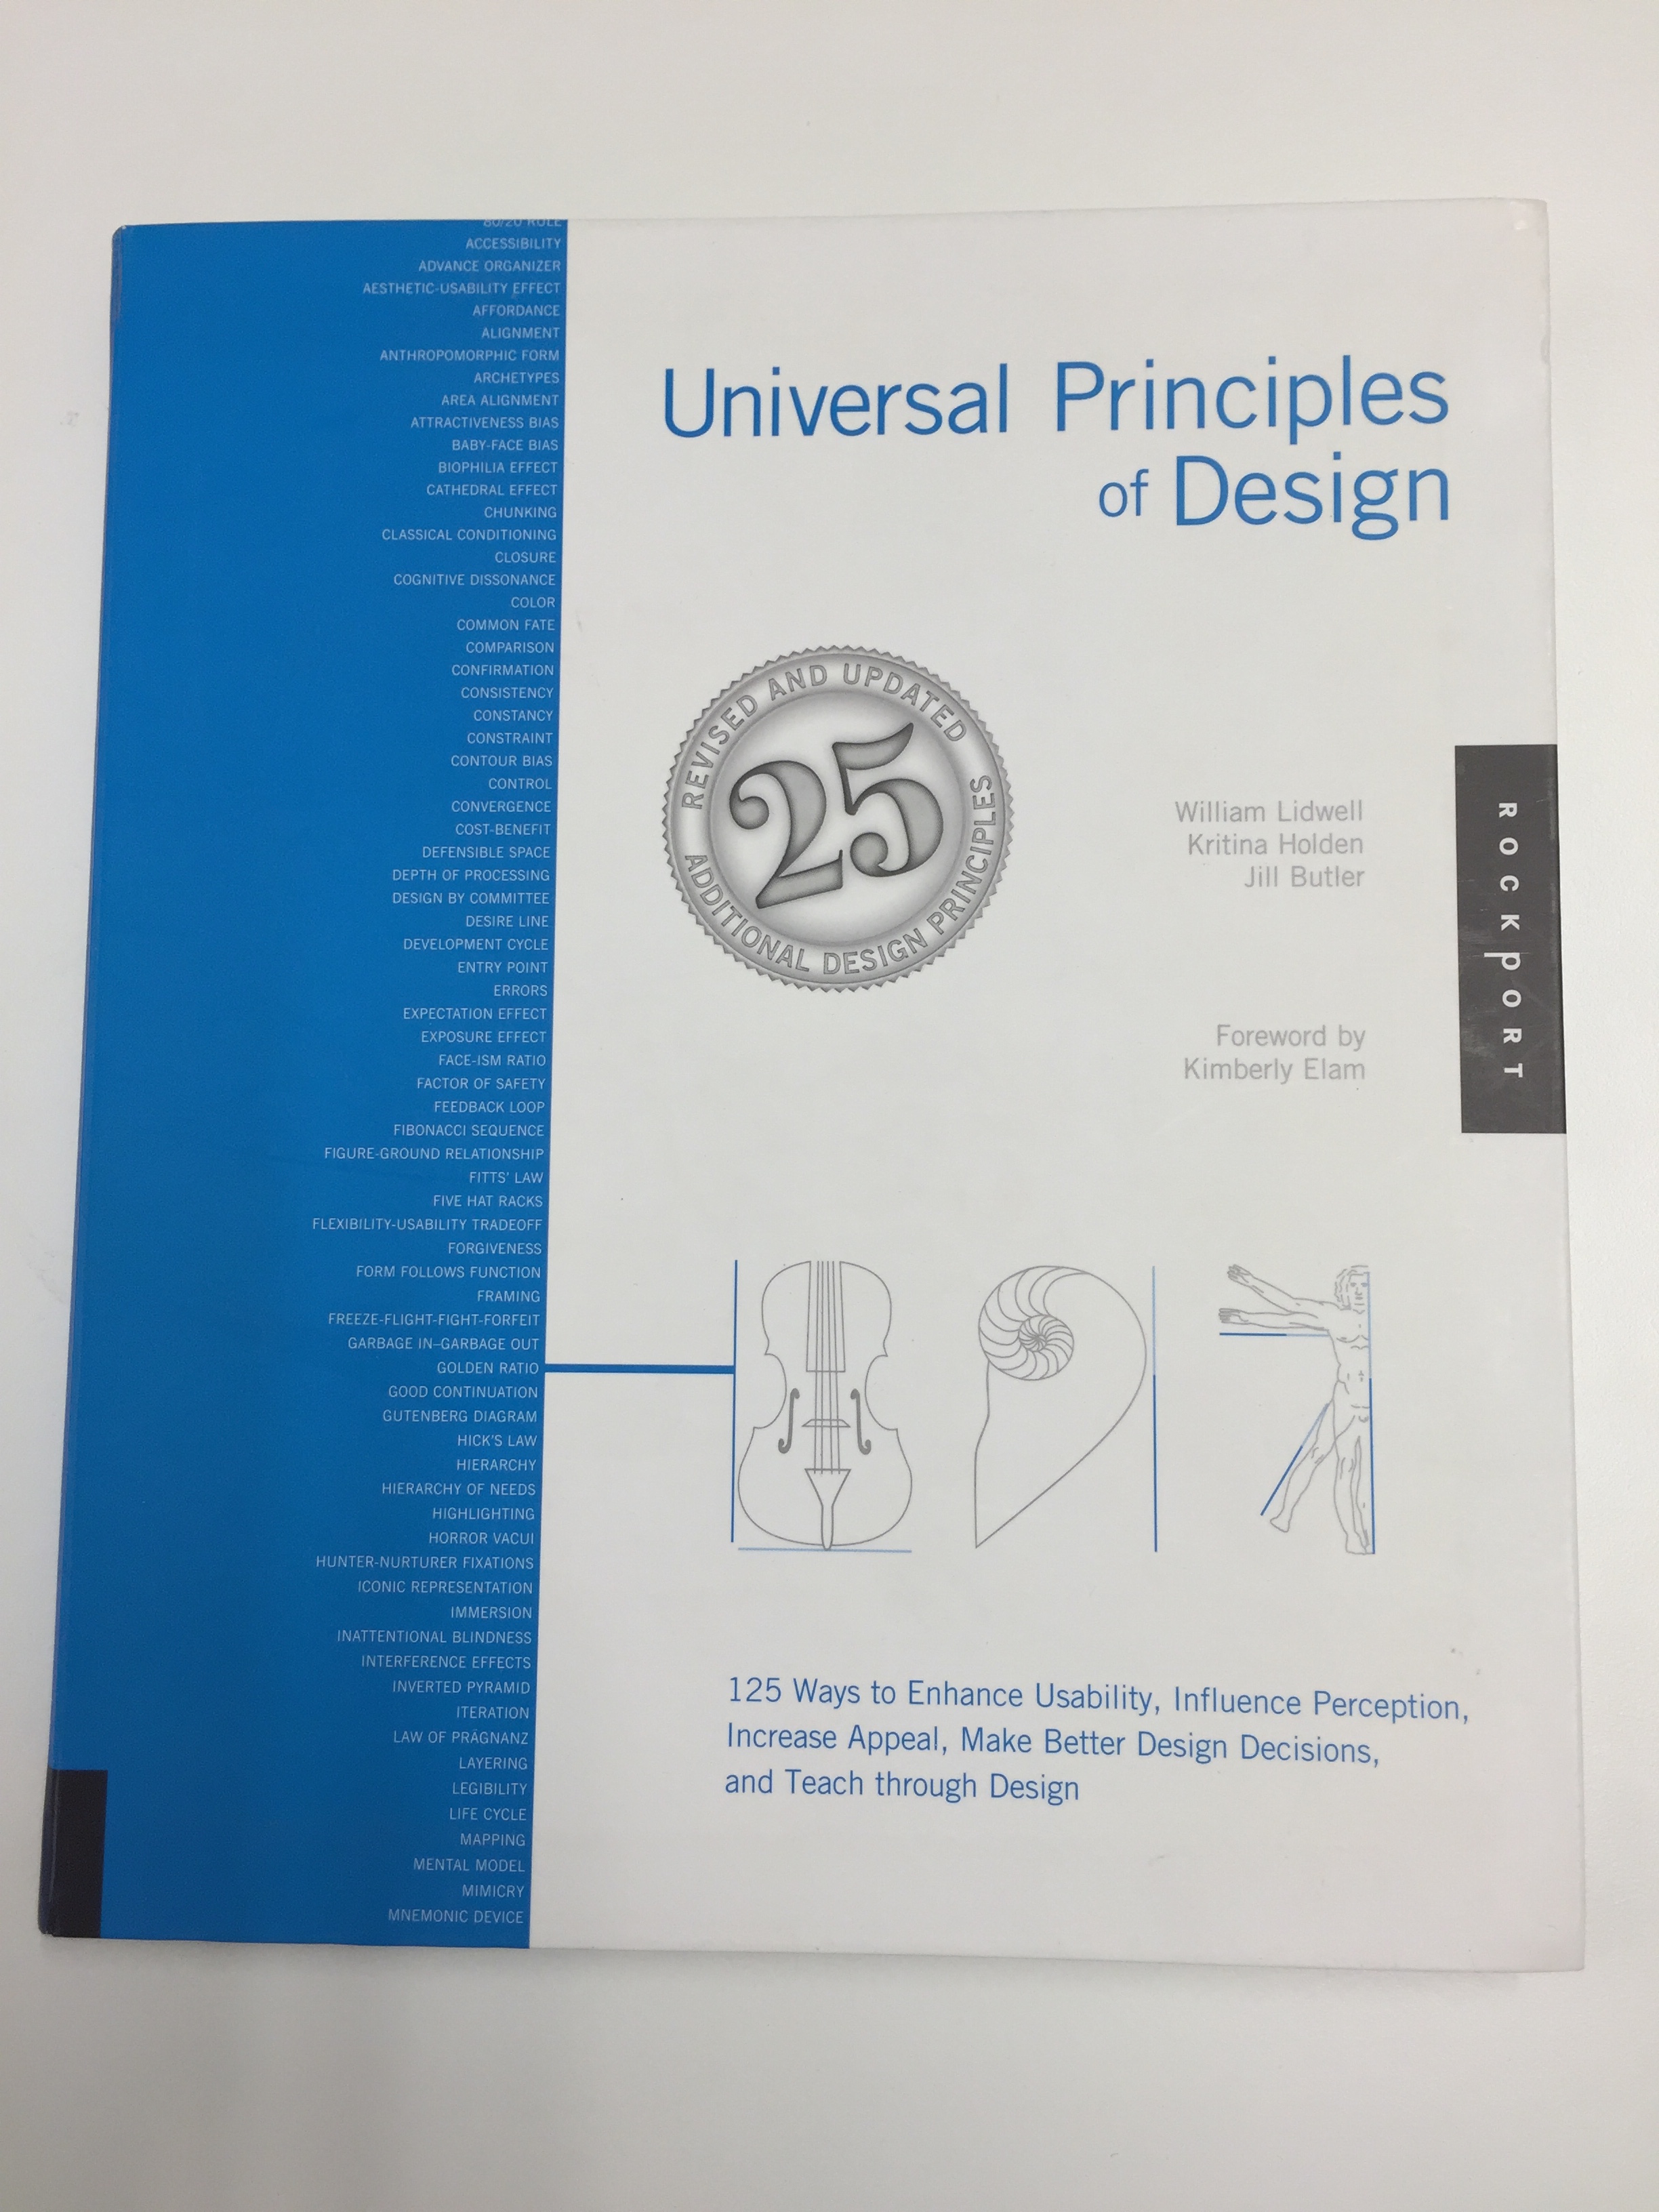 80/20 RULE
ACCESSIBILITY
ADVANCE ORGANIZER
AESTHETIC-USABILITY EFFECT
AFFORDANCE
ALIGNMENT
ANTHROPOMORPHIC FORM
ARCHETYPES
AREA ALIGNMENT
ATTRACTIVENESS BIAS
BABY-FACE BIAS
BIOPHILIA EFFECT
CATHEDRAL EFFECT
CHUNKING
CLASSICAL CONDITIONING
CLOSURE
COGNITIVE DISSONANCE
COLOR
COMMON FATE
COMPARISON
CONFIRMATION
CONSISTENCY
CONSTANCY
CONSTRAINT
CONTOUR BIAS
CONTROL
CONVERGENCE
COST-BENEFIT
DEFENSIBLE SPACE
DEPTH OF PROCESSING
DESIGN BY COMMITTEE
DESIRE LINE
DEVELOPMENT CYCLE
ENTRY POINT
ERRORS
EXPECTATION EFFECT
EXPOSURE EFFECT
FACE-ISM RATIO
FACTOR OF SAFETY
FEEDBACK LOOP
FIBONACCI SEQUENCE
FIGURE-GROUND RELATIONSHIP
FITTS' LAW
FIVE HAT RACKS
FLEXIBILITY-USABILITY TRADEOFF
FORGIVENESS
FORM FOLLOWS FUNCTION
FRAMING
FREEZE-FLIGHT-FIGHT-FORFEIT
GARBAGE IN–GARBAGE OUT
GOLDEN RATIO
GOOD CONTINUATION
GUTENBERG DIAGRAM
HICK'S LAW
HIERARCHY
HIERARCHY OF NEEDS
HIGHLIGHTING
HORROR VACUI
HUNTER-NURTURER FIXATIONS
ICONIC REPRESENTATION
IMMERSION
INATTENTIONAL BLINDNESS
INTERFERENCE EFFECTS
INVERTED PYRAMID
ITERATION
LAW OF PRÄGNANZ
LAYERING
LEGIBILITY
LIFE CYCLE
MAPPING
MENTAL MODEL
MIMICRY
MNEMONIC DEVICE
Universal Principles
of Design
REVISED AND UPDATED
25
ADDITIONAL DESIGN PRINCIPLES
William Lidwell
Kritina Holden
Jill Butler
ROCKpORT
Foreword by
Kimberly Elam
125 Ways to Enhance Usability, Influence Perception,
Increase Appeal, Make Better Design Decisions,
and Teach through Design